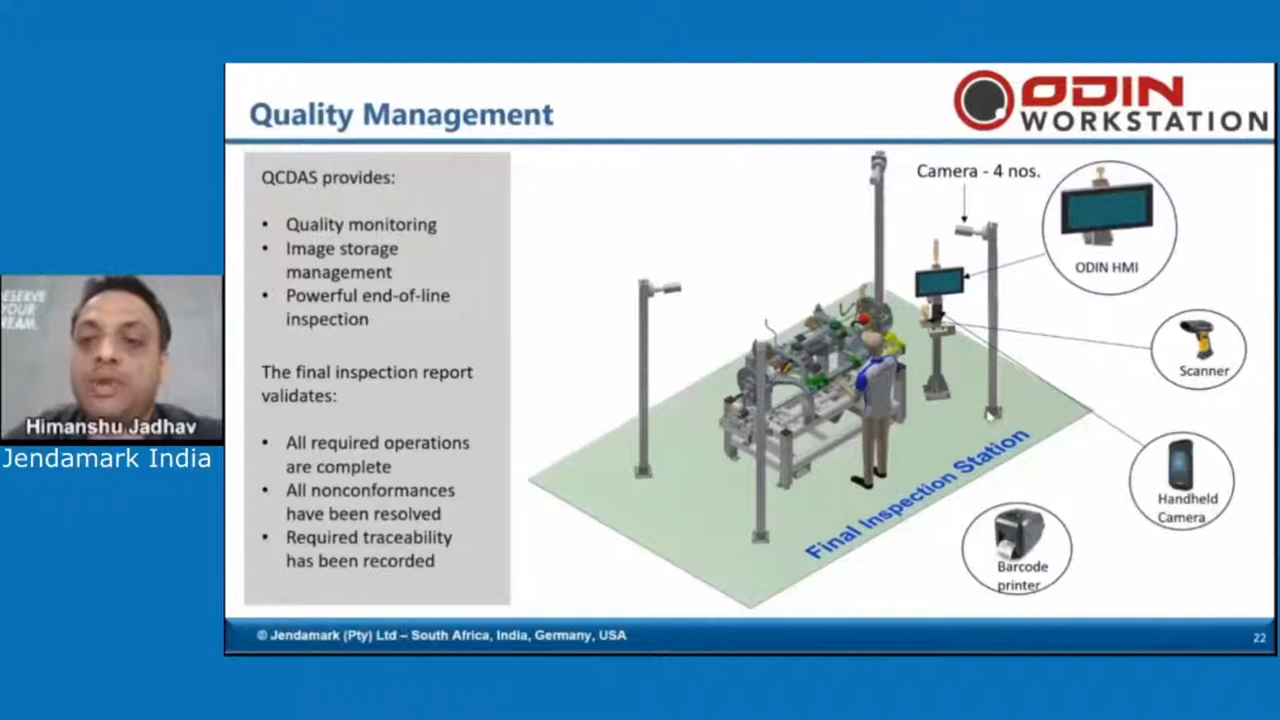 Quality Management
ODIN
WORKSTATION
QCDAS provides:
• Quality monitoring
• Image storage
management
• Powerful end-of-line
inspection
The final inspection report
validates:
• All required operations
are complete
• All nonconformances
have been resolved
• Required traceability
has been recorded
Camera - 4 nos.
ODIN HMI
Scanner
Handheld
Camera
Barcode
printer
Final Inspection Station
DESERVE
YOUR
DREAM.
Himanshu Jadhav
Jendamark India
© Jendamark (Pty) Ltd – South Africa, India, Germany, USA
22